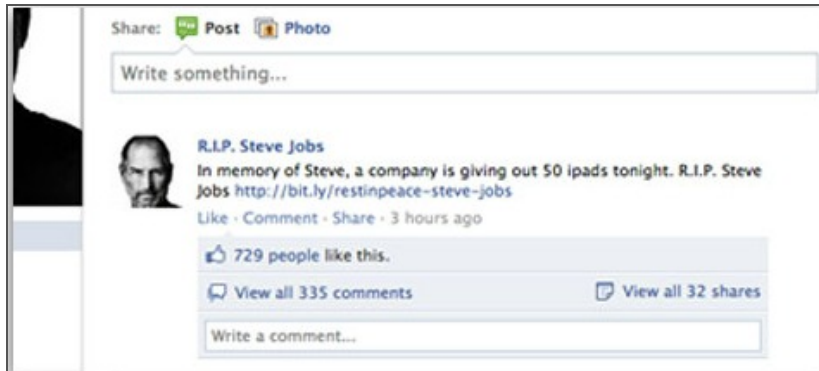 Share: Post Photo
Write something...
R.I.P. Steve Jobs
In memory of Steve, a company is giving out 50 ipads tonight. R.I.P. Steve
Jobs http://bit.ly/restinpeace-steve-jobs
Like · Comment · Share · 3 hours ago
729 people like this.
View all 335 comments View all 32 shares
Write a comment...